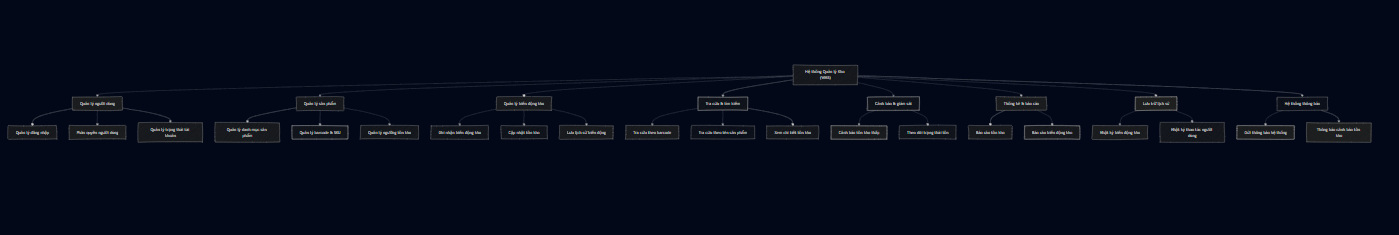 Hệ thống Quản lý Kho
(WMS)
Quản lý người dùng
Quản lý sản phẩm
Quản lý biến động kho
Tra cứu & tìm kiếm
Cảnh báo & giám sát
Thống kê & báo cáo
Lưu trữ lịch sử
Hệ thống thông báo
Quản lý đăng nhập
Phân quyền người dùng
Quản lý trạng thái tài
khoản
Quản lý danh mục sản
phẩm
Quản lý barcode & SKU
Quản lý ngưỡng tồn kho
Ghi nhận biến động kho
Cập nhật tồn kho
Lưu lịch sử biến động
Tra cứu theo barcode
Tra cứu theo tên sản phẩm
Xem chi tiết tồn kho
Cảnh báo tồn kho thấp
Theo dõi trạng thái tồn
Báo cáo tồn kho
Báo cáo biến động kho
Nhật ký biến động kho
Nhật ký thao tác người
dùng
Gửi thông báo hệ thống
Thông báo cảnh báo tồn
kho